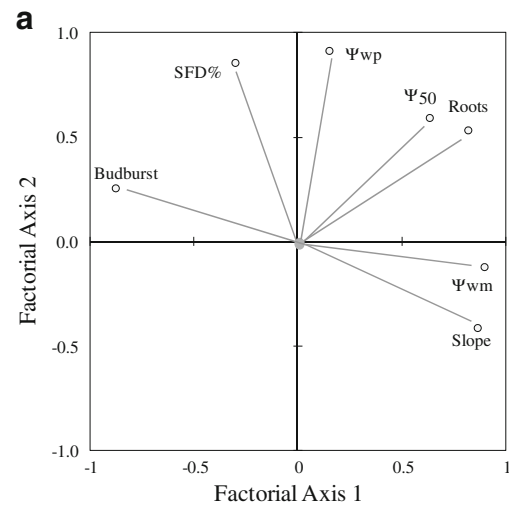 a
1.0
Ψwp
SFD%
Ψ50
Roots
0.5
Budburst
0.0
Ψwm
Slope
-0.5
-1.0
-1 -0.5 0 0.5 1
Factorial Axis 1
Factorial Axis 2